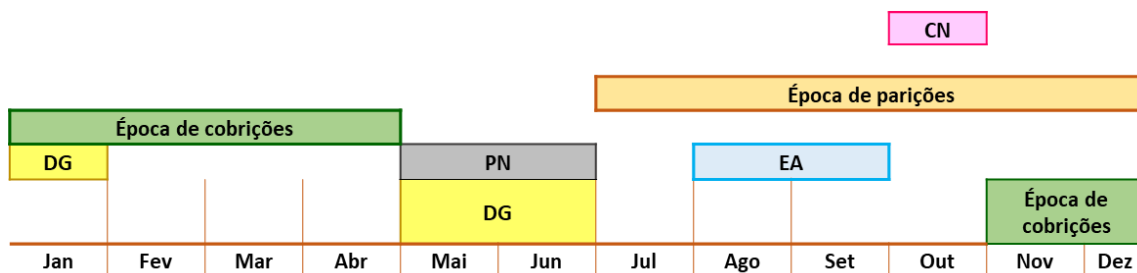 CN
Época de parições
Época de cobrições
DG
PN
EA
DG
Época de
cobrições
Jan Fev Mar Abr Mai Jun Jul Ago Set Out Nov Dez